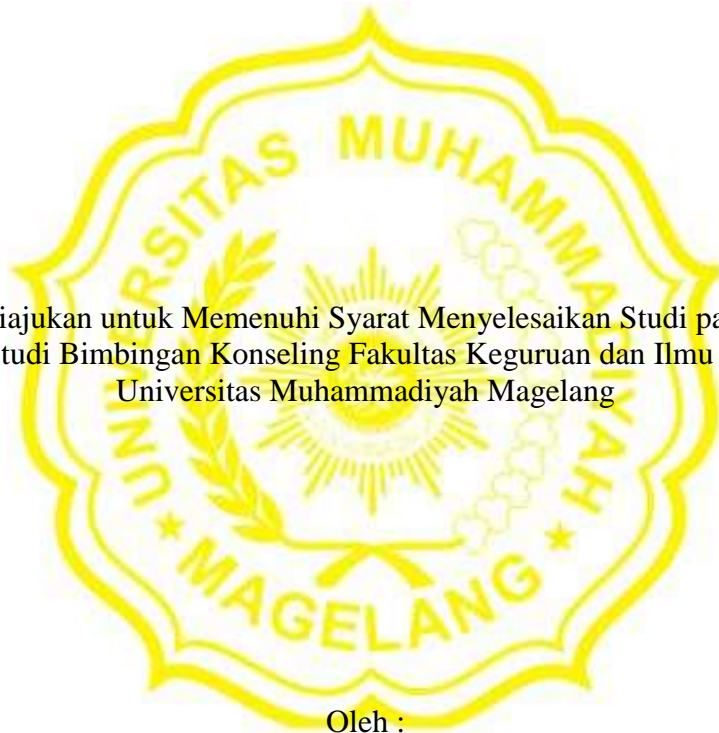 UNIVERSITAS MUHAMMADIYAH
iajukan untuk Memenuhi Syarat Menyelesaikan Studi pa
tudi Bimbingan Konseling Fakultas Keguruan dan Ilmu
Universitas Muhammadiyah Magelang
* MAGELANG *
Oleh :